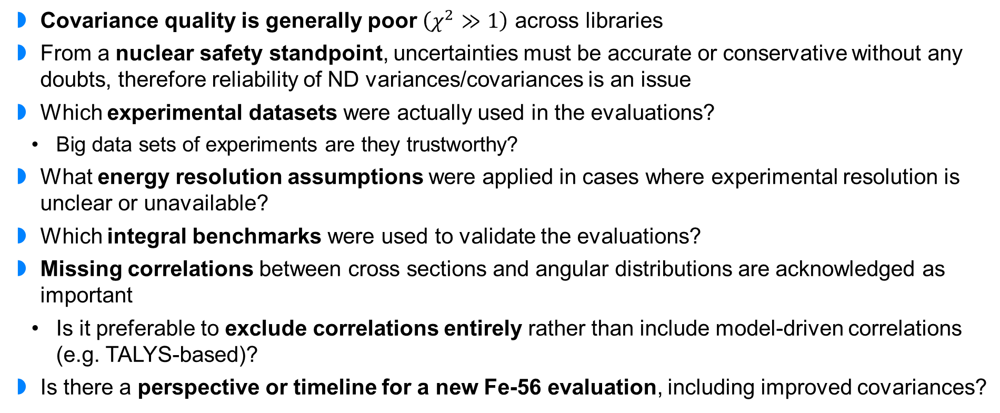 Covariance quality is generally poor (χ² ≫ 1) across libraries
From a nuclear safety standpoint, uncertainties must be accurate or conservative without any
doubts, therefore reliability of ND variances/covariances is an issue
Which experimental datasets were actually used in the evaluations?
• Big data sets of experiments are they trustworthy?
What energy resolution assumptions were applied in cases where experimental resolution is
unclear or unavailable?
Which integral benchmarks were used to validate the evaluations?
Missing correlations between cross sections and angular distributions are acknowledged as
important
• Is it preferable to exclude correlations entirely rather than include model-driven correlations
(e.g. TALYS-based)?
Is there a perspective or timeline for a new Fe-56 evaluation, including improved covariances?